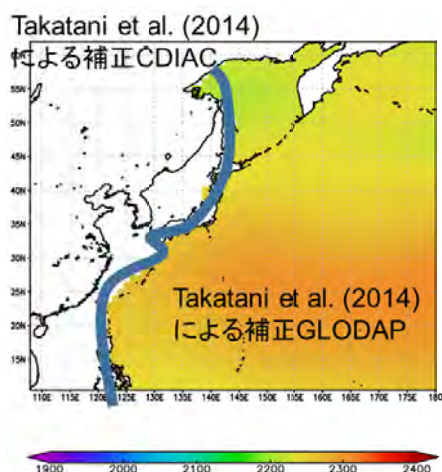 Takatani et al. (2014)
による補正CDIAC
55N
50N
45N
40N
35N
30N
25N
20N
15N
Takatani et al. (2014)
による補正GLODAP
110E 115E 120E 125E 130E 135E 140E 145E 150E 155E 160E 165E 170E 175E 180
1900 2000 2100 2200 2300 2400